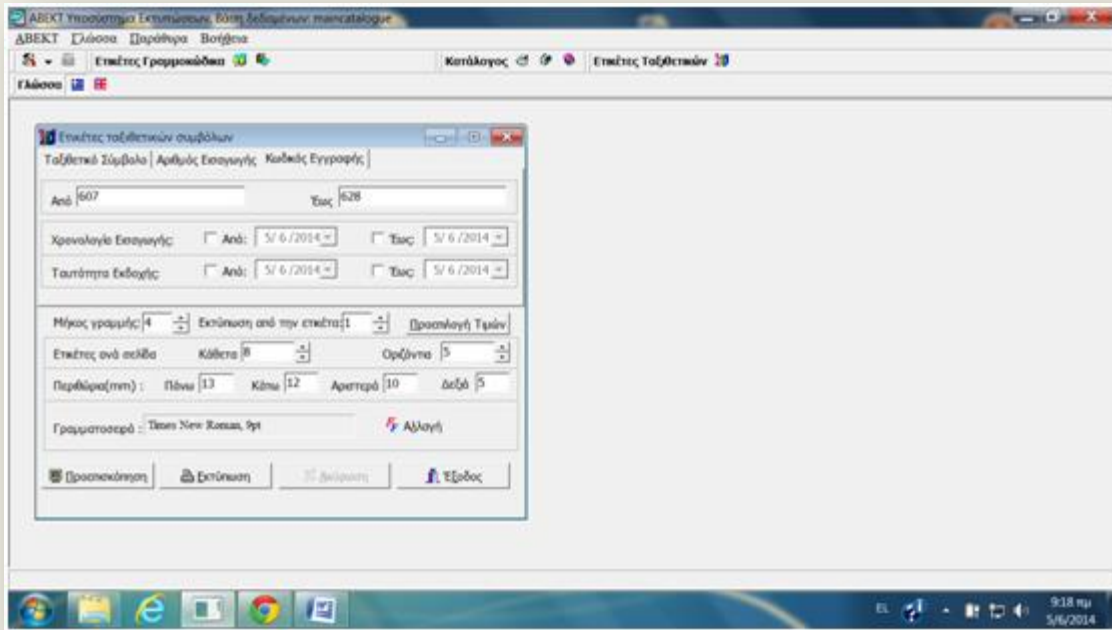 ΑΒΕΚΤ Υποσύστημα Εκτυπώσεων, Βάση δεδομένων: maincatalogue
ΑΒΕΚΤ Γλώσσα Παράθυρα Βοήθεια
Ετικέτες Γραμμοκώδικα Κατάλογος Ετικέτες Ταξιθετικών
Γλώσσα
Ετικέτες ταξιθετικών συμβόλων
Ταξιθετικό Σύμβολο Αριθμός Εισαγωγής Κωδικός Εγγραφής
Από 607 Έως 628
Χρονολογία Εισαγωγής: Από: 5/ 6 /2014 Έως: 5/ 6 /2014
Ταυτότητα Εκδοχής: Από: 5/ 6 /2014 Έως: 5/ 6 /2014
Μήκος γραμμής: 4 Εκτύπωση από την ετικέτα: 1 Προεπιλογή Τιμών
Ετικέτες ανά σελίδα Κάθετα 8 Οριζόντια 5
Περιθώρια(mm) : Πάνω 13 Κάτω 12 Αριστερά 10 Δεξιά 5
Γραμματοσειρά : Times New Roman, 9pt Αλλαγή
Προεπισκόπηση Εκτύπωση Ακύρωση Έξοδος
EL 9:18 πμ
5/6/2014